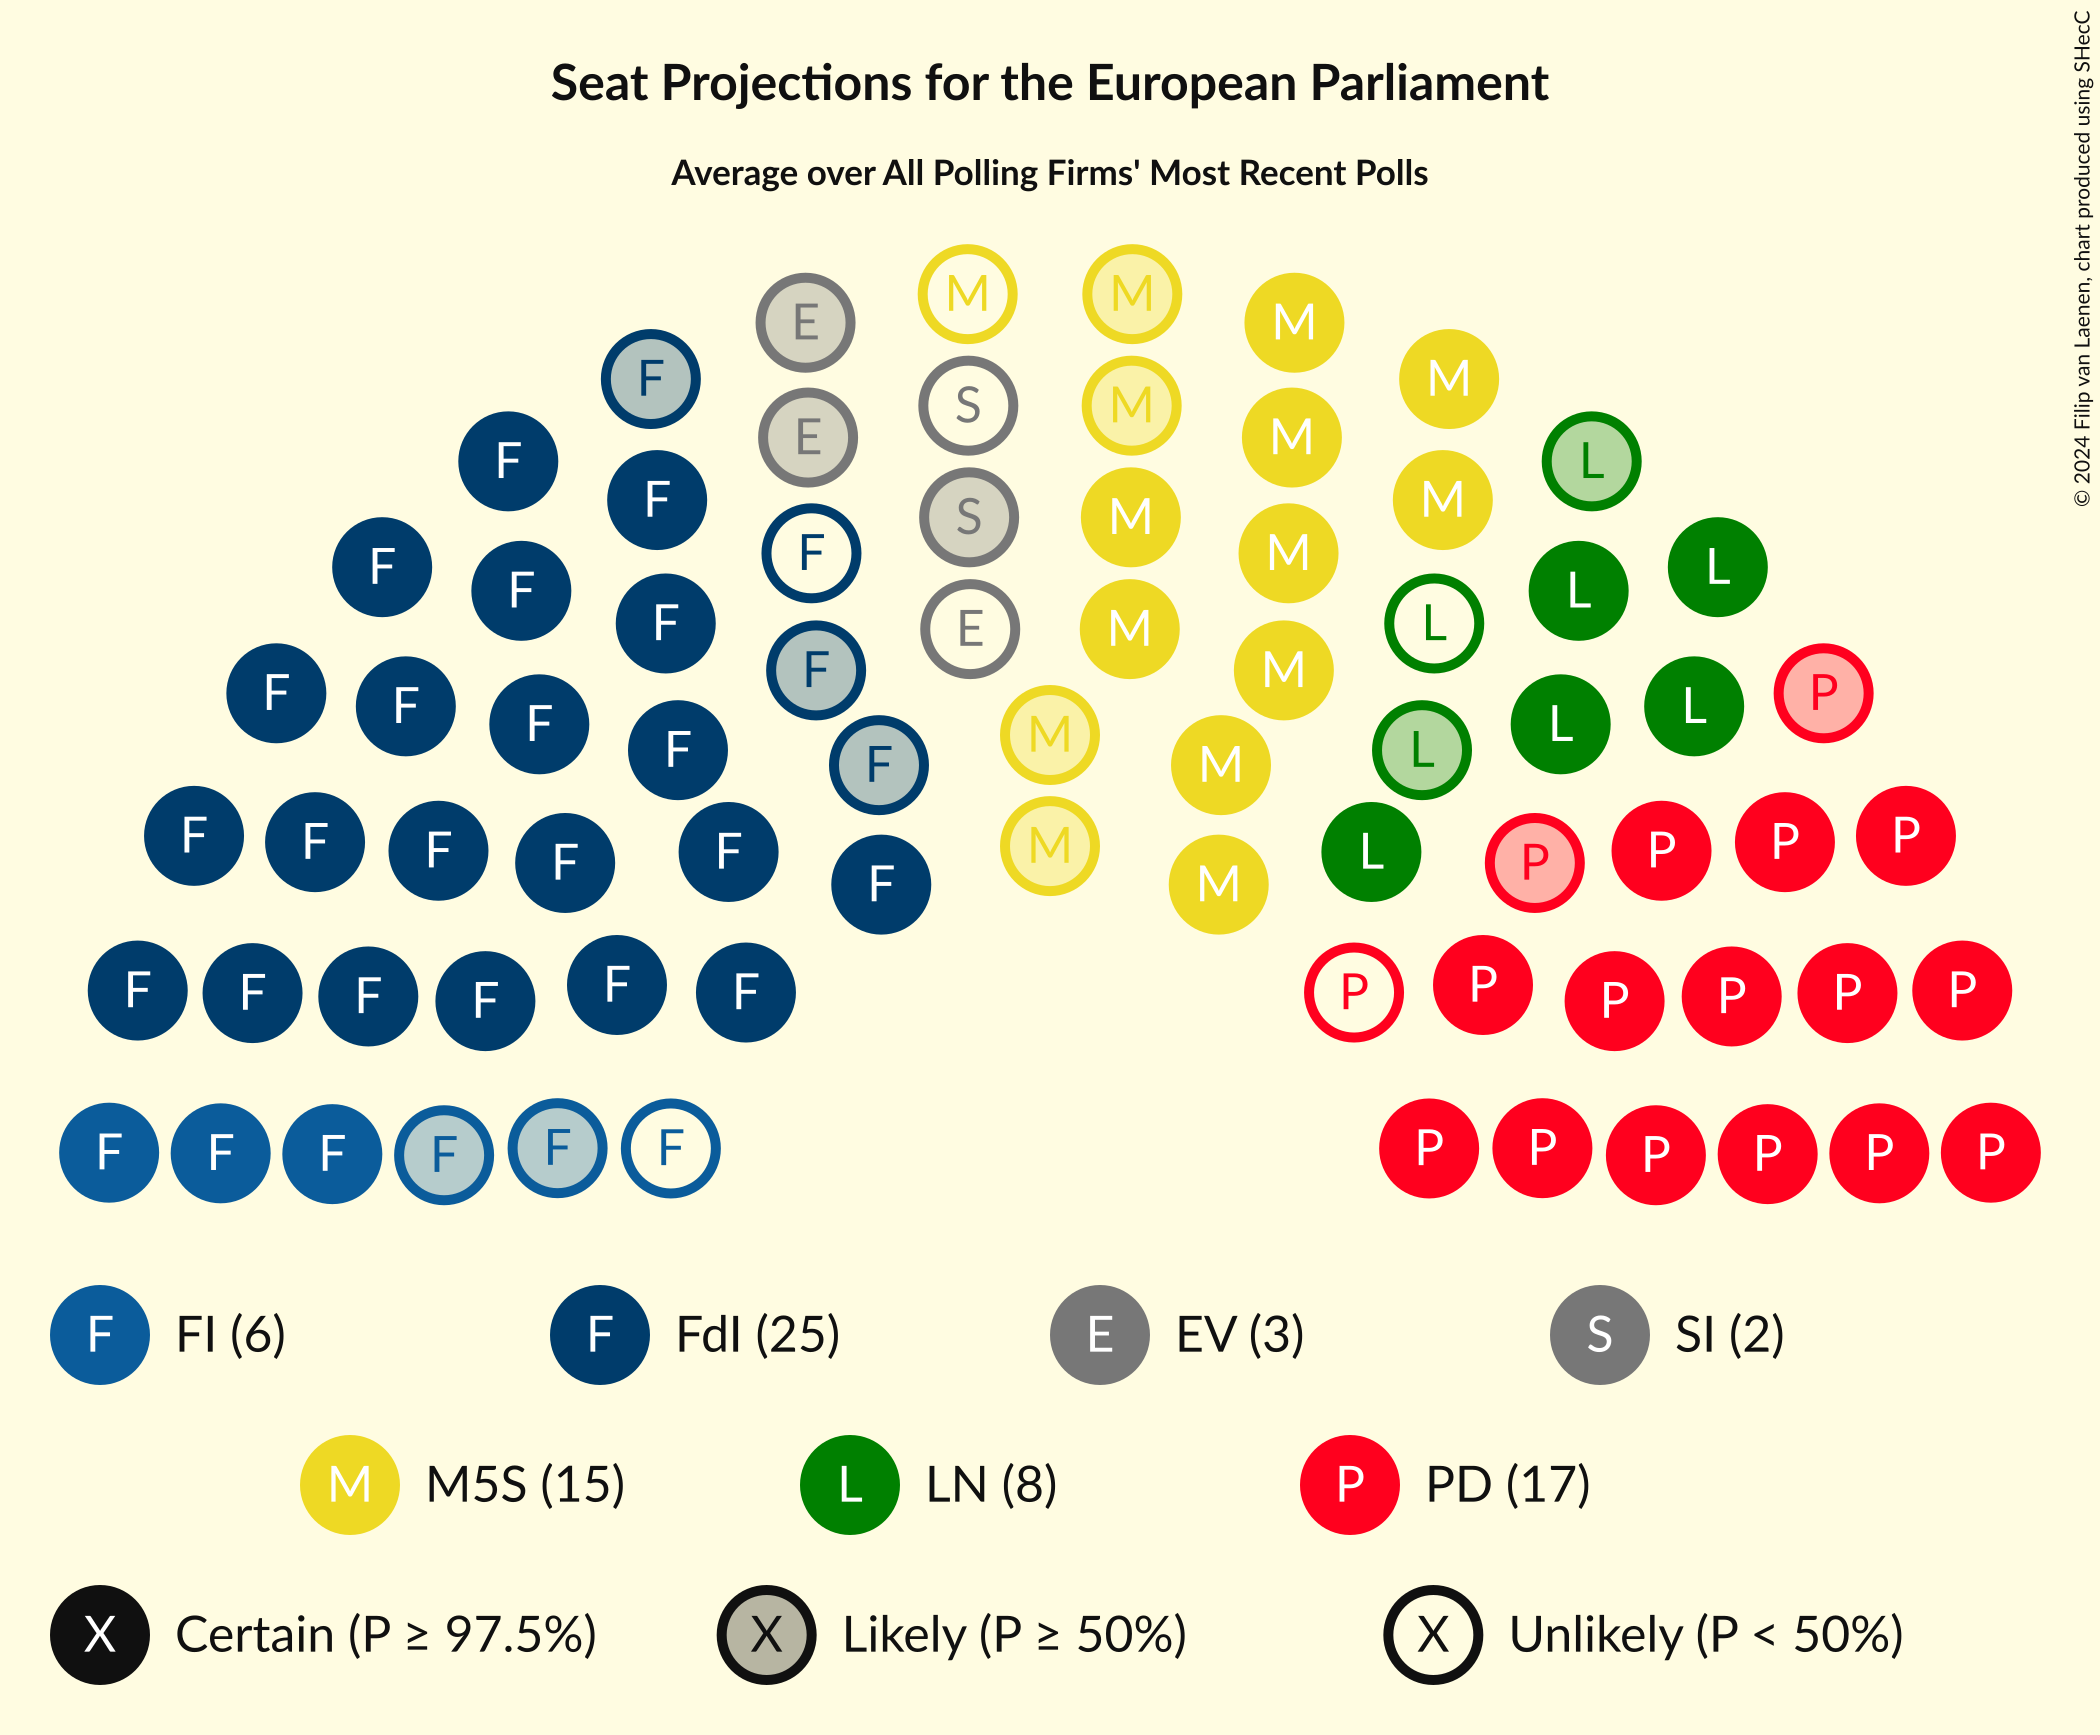 Seat Projections for the European Parliament
Average over All Polling Firms' Most Recent Polls
© 2024 Filip van Laenen, chart produced using SHecC
M M
E M
F M
S M
E M
F L
F M
F M
S M
F M
F L
F L
F L
F M
E M
F L
F M
F P
F L
F L
M
F L
F M
F P
F P
F P
M
F L
F P
F M
F P
F P
F P
F P
F P
F P
F F F F F F P P P P P P
F FI (6) F FdI (25) E EV (3) S SI (2)
M M5S (15) L LN (8) P PD (17)
X Certain (P ≥ 97.5%) X Likely (P ≥ 50%) X Unlikely (P < 50%)